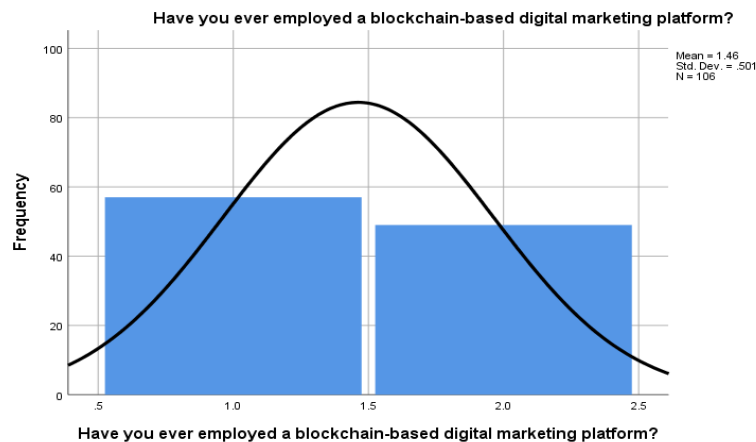 Have you ever employed a blockchain-based digital marketing platform?
Mean = 1.46
Std. Dev. = .501
N = 106
100
80
60
40
20
0
Frequency
.5 1.0 1.5 2.0 2.5
Have you ever employed a blockchain-based digital marketing platform?